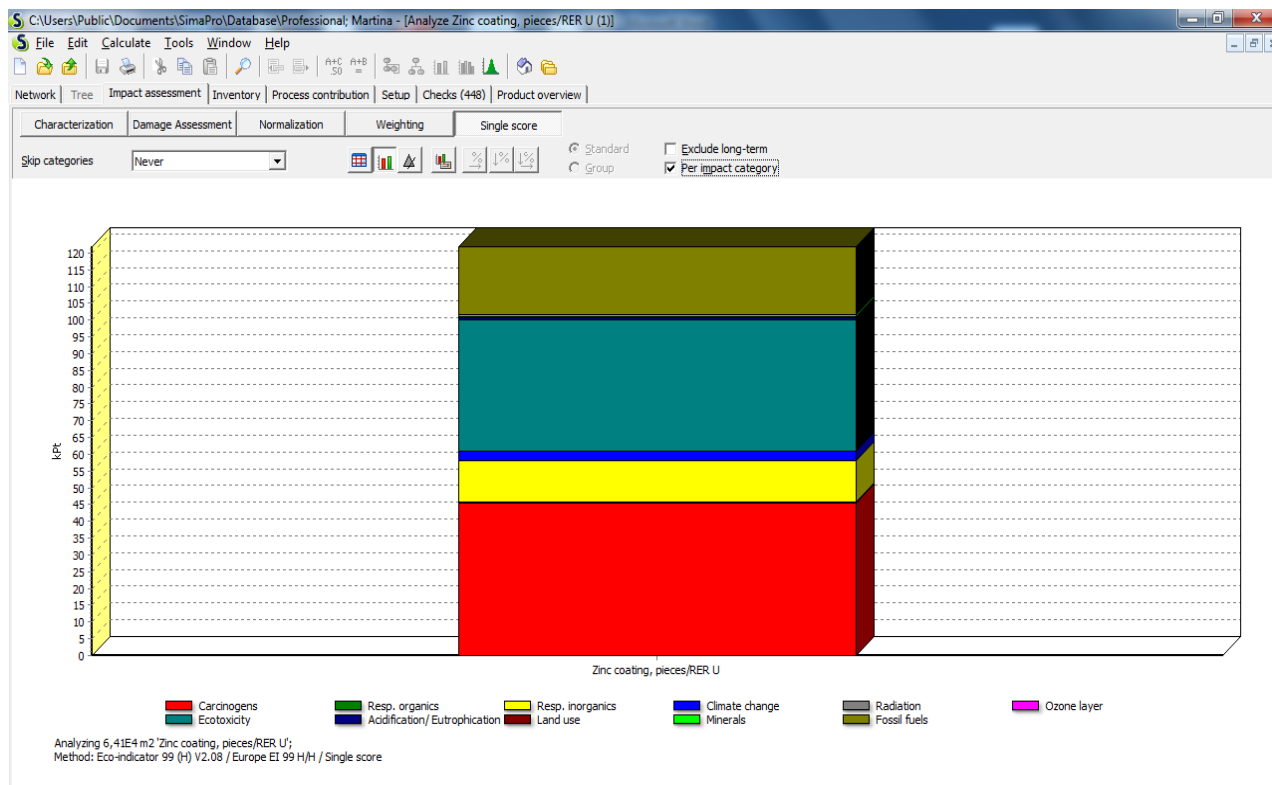 C:\Users\Public\Documents\SimaPro\Database\Professional; Martina - [Analyze Zinc coating, pieces/RER U (1)]
File Edit Calculate Tools Window Help
A+C .50 A+B =
Network Tree Impact assessment Inventory Process contribution Setup Checks (448) Product overview
Characterization Damage Assessment Normalization Weighting Single score
Skip categories Never Standard Exclude long-term
Group Per impact category
120
115
110
105
100
95
90
85
80
75
70
65
60
55
50
45
40
35
30
25
20
15
10
5
0
kPt
Zinc coating, pieces/RER U
Carcinogens Resp. organics Resp. inorganics Climate change Radiation Ozone layer
Ecotoxicity Acidification/ Eutrophication Land use Minerals Fossil fuels
Analyzing 6,41E4 m2 'Zinc coating, pieces/RER U';
Method: Eco-indicator 99 (H) V2.08 / Europe EI 99 H/H / Single score